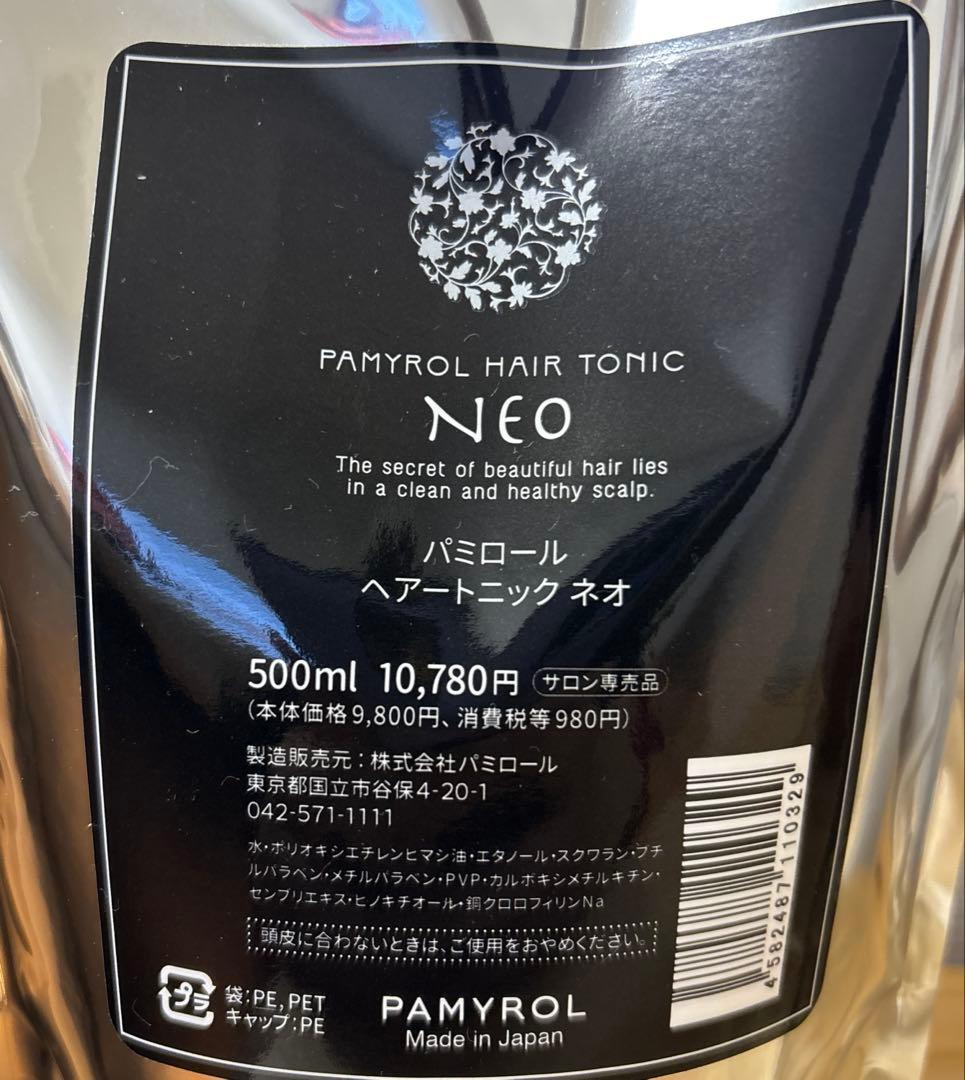 PAMYROL HAIR TONIC
NEO
The secret of beautiful hair lies
in a clean and healthy scalp.
パミロール
ヘアートニック ネオ
500ml 10,780円 サロン専売品
(本体価格9,800円、消費税等980円)
製造販売元：株式会社パミロール
東京都国立市谷保4-20-1
042-571-1111
水・ポリオキシエチレンヒマシ油・エタノール・スクワラン・ブチ
ルパラベン・メチルパラベン・PVP・カルボキシメチルキチン・
センブリエキス・ヒノキチオール・銅クロロフィリンNa
頭皮に合わないときは、ご使用をおやめください。
プラ
袋:PE, PET
キャップ:PE
PAMYROL
Made in Japan
4 582487 110329